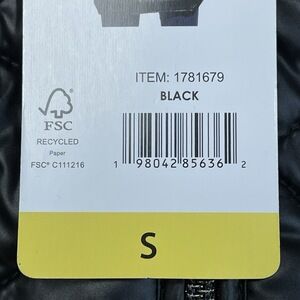 ITEM: 1781679
BLACK
FSC
RECYCLED
Paper
FSC® C111216
1 98042 85636 2
S